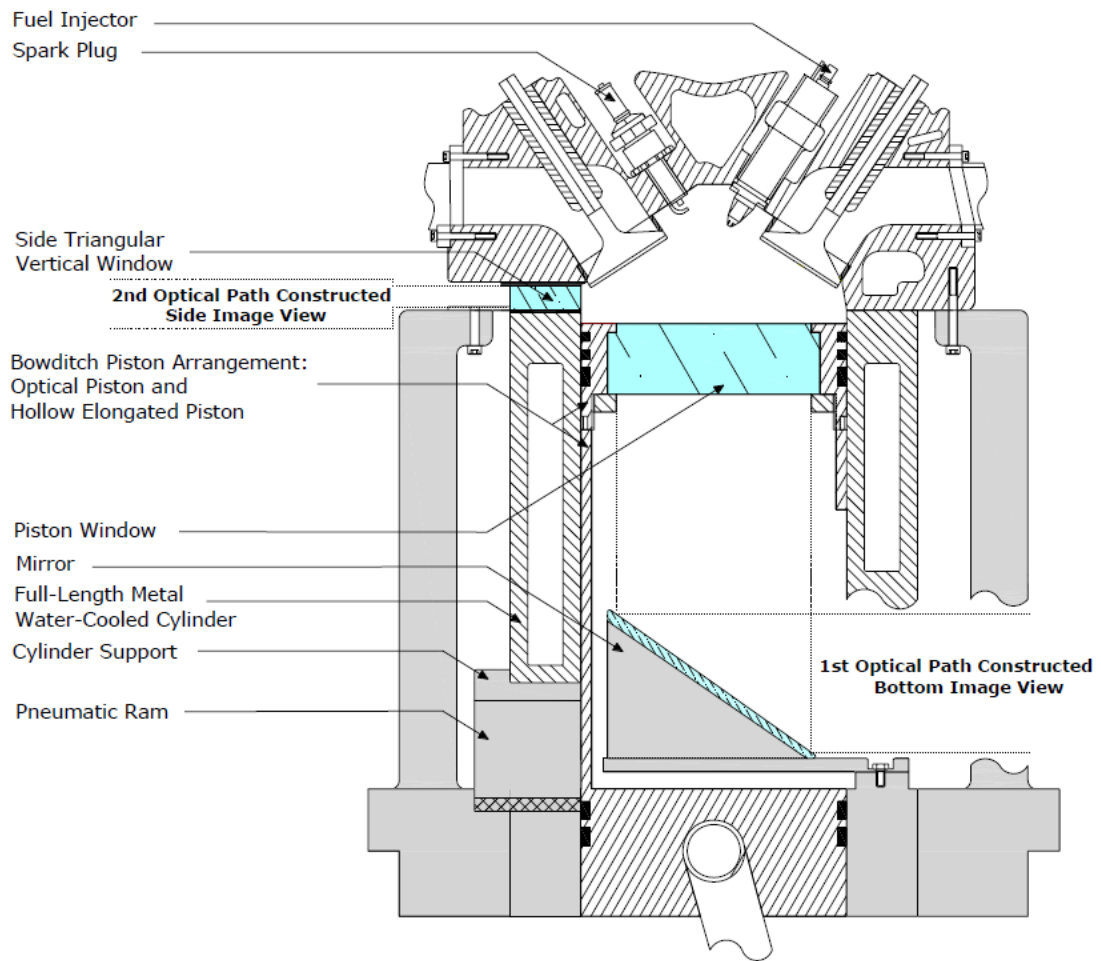 Fuel Injector
Spark Plug
Side Triangular
Vertical Window
2nd Optical Path Constructed
Side Image View
Bowditch Piston Arrangement:
Optical Piston and
Hollow Elongated Piston
Piston Window
Mirror
Full-Length Metal
Water-Cooled Cylinder
Cylinder Support
Pneumatic Ram
1st Optical Path Constructed
Bottom Image View